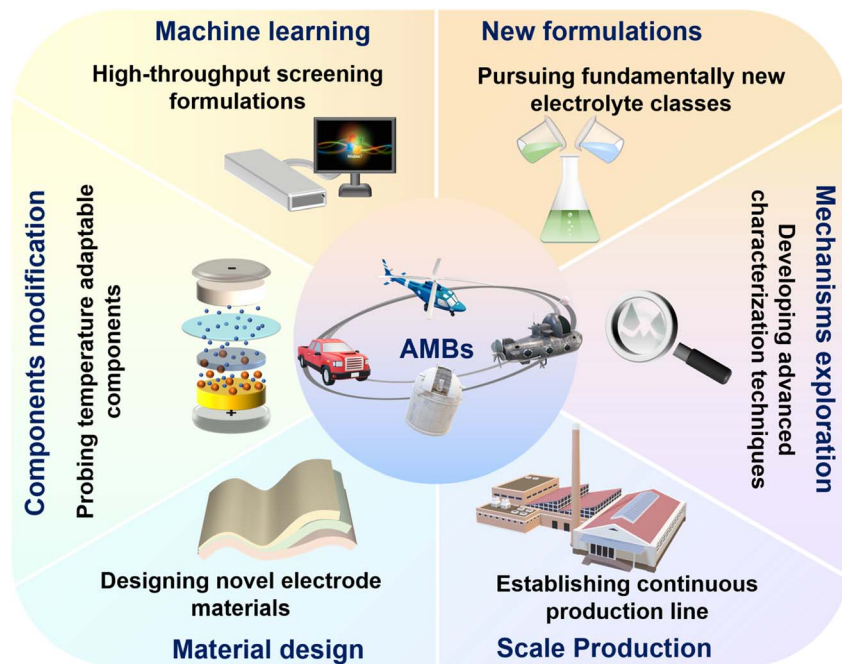 Machine learning
High-throughput screening
formulations
New formulations
Pursuing fundamentally new
electrolyte classes
Mechanisms exploration
Developing advanced
characterization techniques
Establishing continuous
production line
Scale Production
Designing novel electrode
materials
Material design
Components modification
Probing temperature adaptable
components
-
+
AMBs